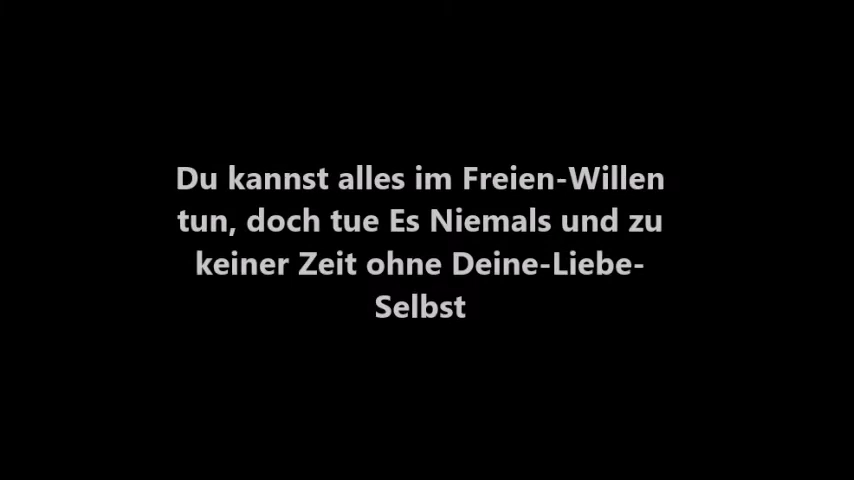 Du kannst alles im Freien-Willen
tun, doch tue Es Niemals und zu
keiner Zeit ohne Deine-Liebe-
Selbst